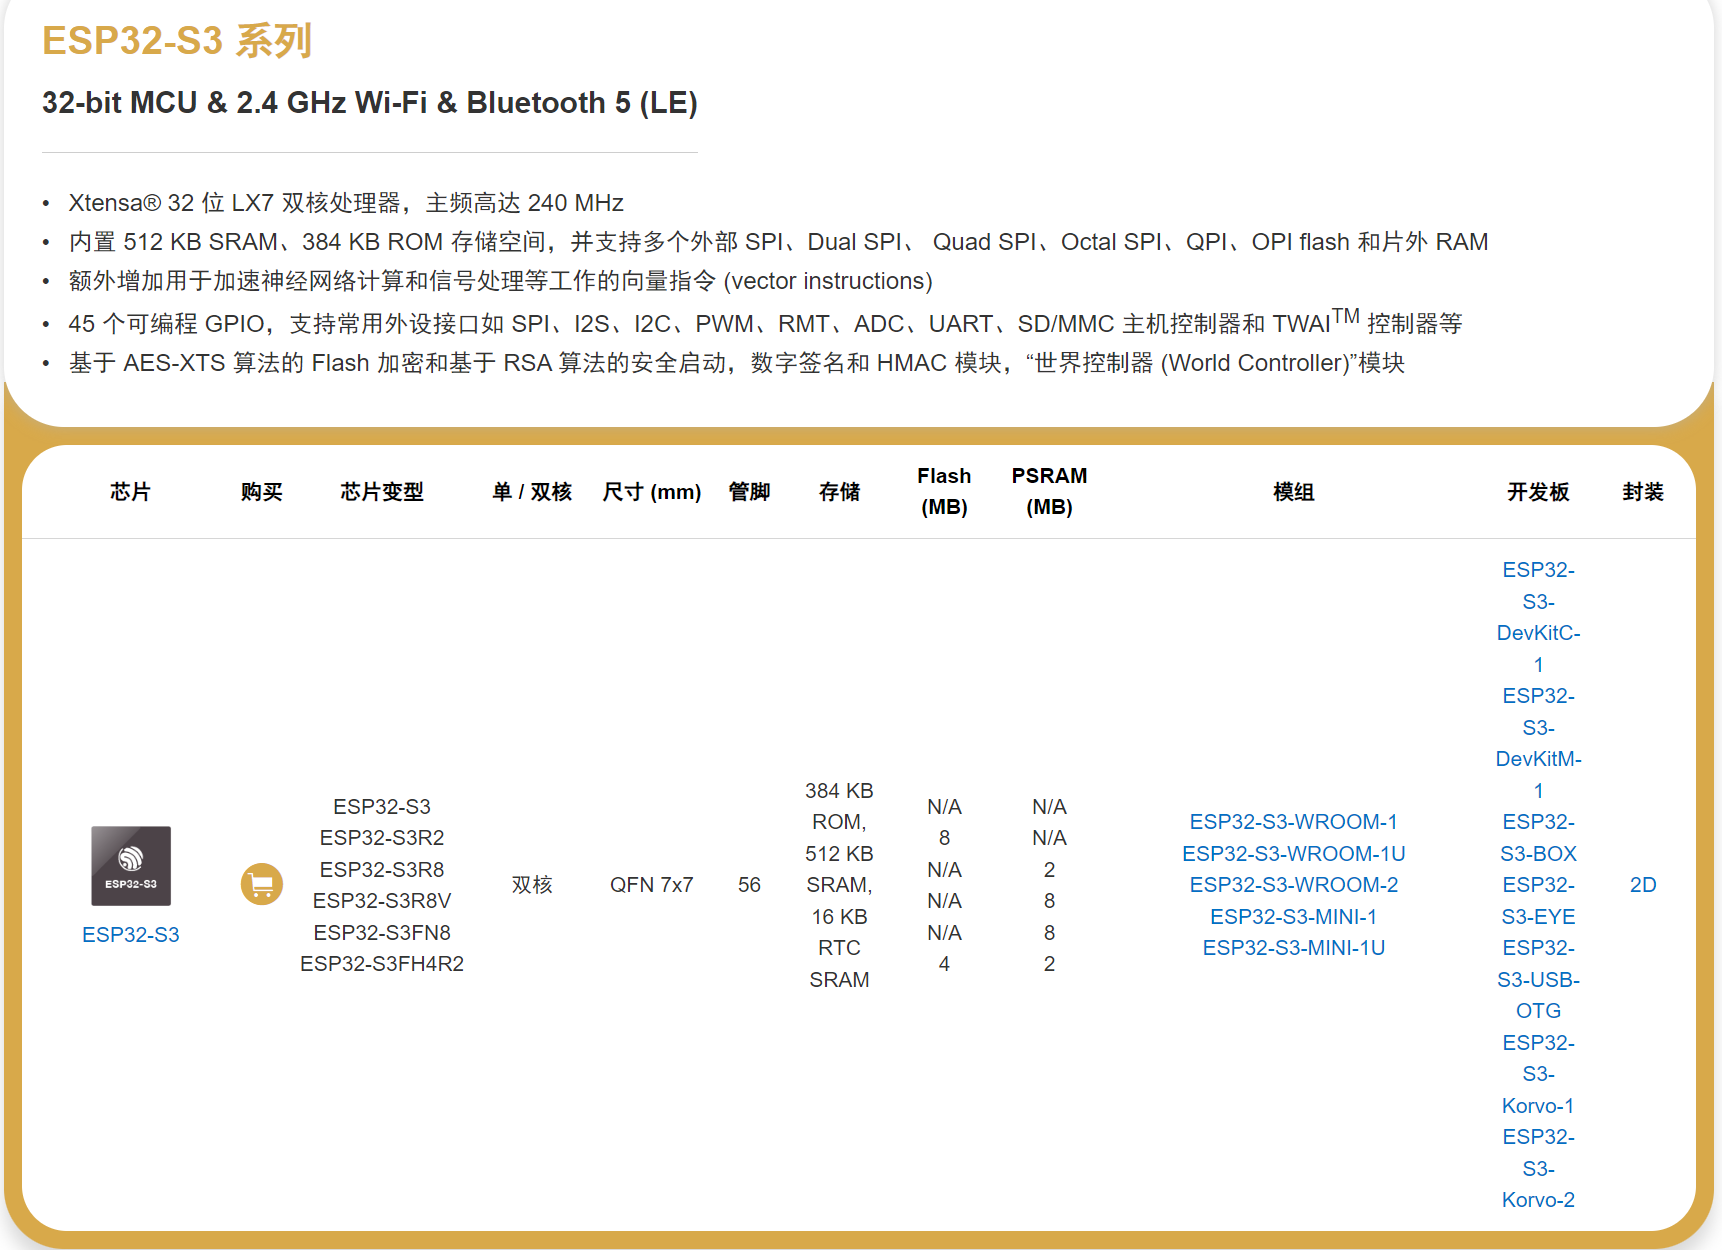 ESP32-S3 系列
32-bit MCU & 2.4 GHz Wi-Fi & Bluetooth 5 (LE)
• Xtensa® 32 位 LX7 双核处理器，主频高达 240 MHz
• 内置 512 KB SRAM、384 KB ROM 存储空间，并支持多个外部 SPI、Dual SPI、 Quad SPI、Octal SPI、QPI、OPI flash 和片外 RAM
• 额外增加用于加速神经网络计算和信号处理等工作的向量指令 (vector instructions)
• 45 个可编程 GPIO，支持常用外设接口如 SPI、I2S、I2C、PWM、RMT、ADC、UART、SD/MMC 主机控制器和 TWAI™ 控制器等
• 基于 AES-XTS 算法的 Flash 加密和基于 RSA 算法的安全启动，数字签名和 HMAC 模块，“世界控制器 (World Controller)”模块
芯片
购买
芯片变型
单 / 双核
尺寸 (mm)
管脚
存储
Flash
(MB)
PSRAM
(MB)
模组
开发板
封装
ESP32-S3
ESP32-S3
ESP32-S3
ESP32-S3R2
ESP32-S3R8
ESP32-S3R8V
ESP32-S3FN8
ESP32-S3FH4R2
双核
QFN 7x7
56
384 KB
ROM,
512 KB
SRAM,
16 KB
RTC
SRAM
N/A
8
N/A
N/A
N/A
4
N/A
N/A
2
8
8
2
ESP32-S3-WROOM-1
ESP32-S3-WROOM-1U
ESP32-S3-WROOM-2
ESP32-S3-MINI-1
ESP32-S3-MINI-1U
ESP32-
S3-
DevKitC-
1
ESP32-
S3-
DevKitM-
1
ESP32-
S3-BOX
ESP32-
S3-EYE
ESP32-
S3-USB-
OTG
ESP32-
S3-
Korvo-1
ESP32-
S3-
Korvo-2
2D